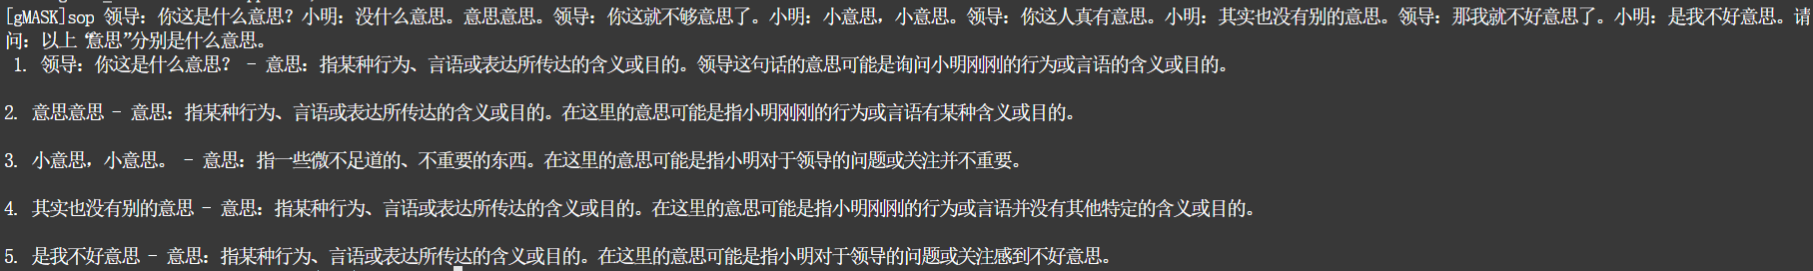 [gMASK]sop 领导：你这是什么意思？小明：没什么意思。意思意思。领导：你这就不够意思了。小明：小意思，小意思。领导：你这人真有意思。小明：其实也没有别的意思。领导：那我就不好意思了。小明：是我不好意思。请
问：以上“意思”分别是什么意思。
1. 领导：你这是什么意思？ - 意思：指某种行为、言语或表达所传达的含义或目的。领导这句话的意思可能是询问小明刚刚的行为或言语的含义或目的。
2. 意思意思 - 意思：指某种行为、言语或表达所传达的含义或目的。在这里的意思可能是指小明刚刚的行为或言语有某种含义或目的。
3. 小意思，小意思。 - 意思：指一些微不足道的、不重要的东西。在这里的意思可能是指小明对于领导的问题或关注并不重要。
4. 其实也没有别的意思 - 意思：指某种行为、言语或表达所传达的含义或目的。在这里的意思可能是指小明刚刚的行为或言语并没有其他特定的含义或目的。
5. 是我不好意思 - 意思：指某种行为、言语或表达所传达的含义或目的。在这里的意思可能是指小明对于领导的问题或关注感到不好意思。